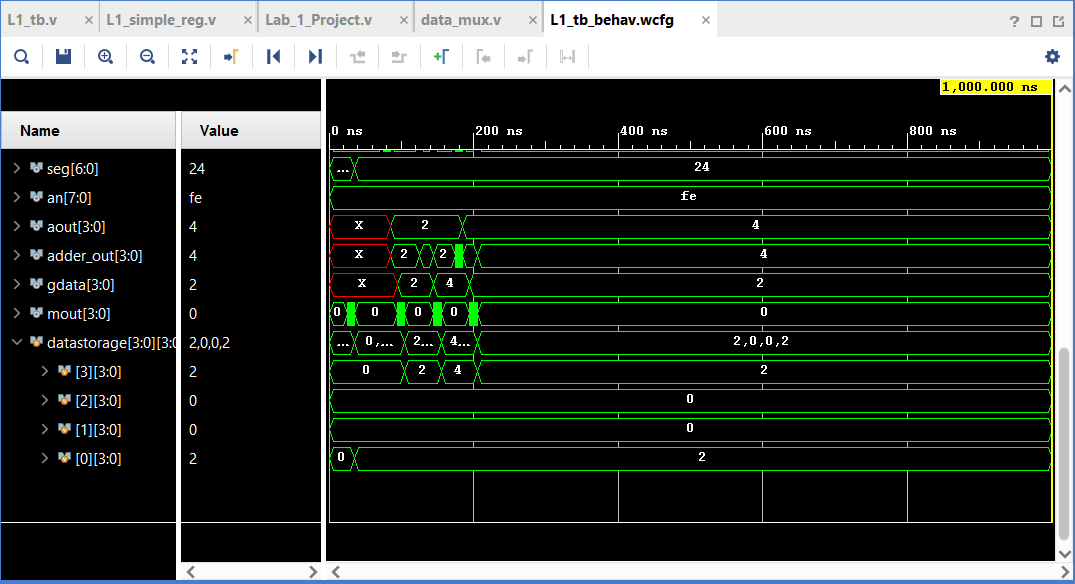 L1_tb.v × L1_simple_reg.v × Lab_1_Project.v × data_mux.v × L1_tb_behav.wcfg × ?
1,000.000 ns
Name Value 0 ns 200 ns 400 ns 600 ns 800 ns
seg[6:0] 24 ... 24
an[7:0] fe fe
aout[3:0] 4 X 2 4
adder_out[3:0] 4 X 2 2 4
gdata[3:0] 2 X 2 4 2
mout[3:0] 0 0 0 0 0 0
datastorage[3:0][3:0 2,0,0,2 ... 0,... 2... 4... 2,0,0,2
[3][3:0] 2 0 2 4 2
[2][3:0] 0 0
[1][3:0] 0 0
[0][3:0] 2 0 2